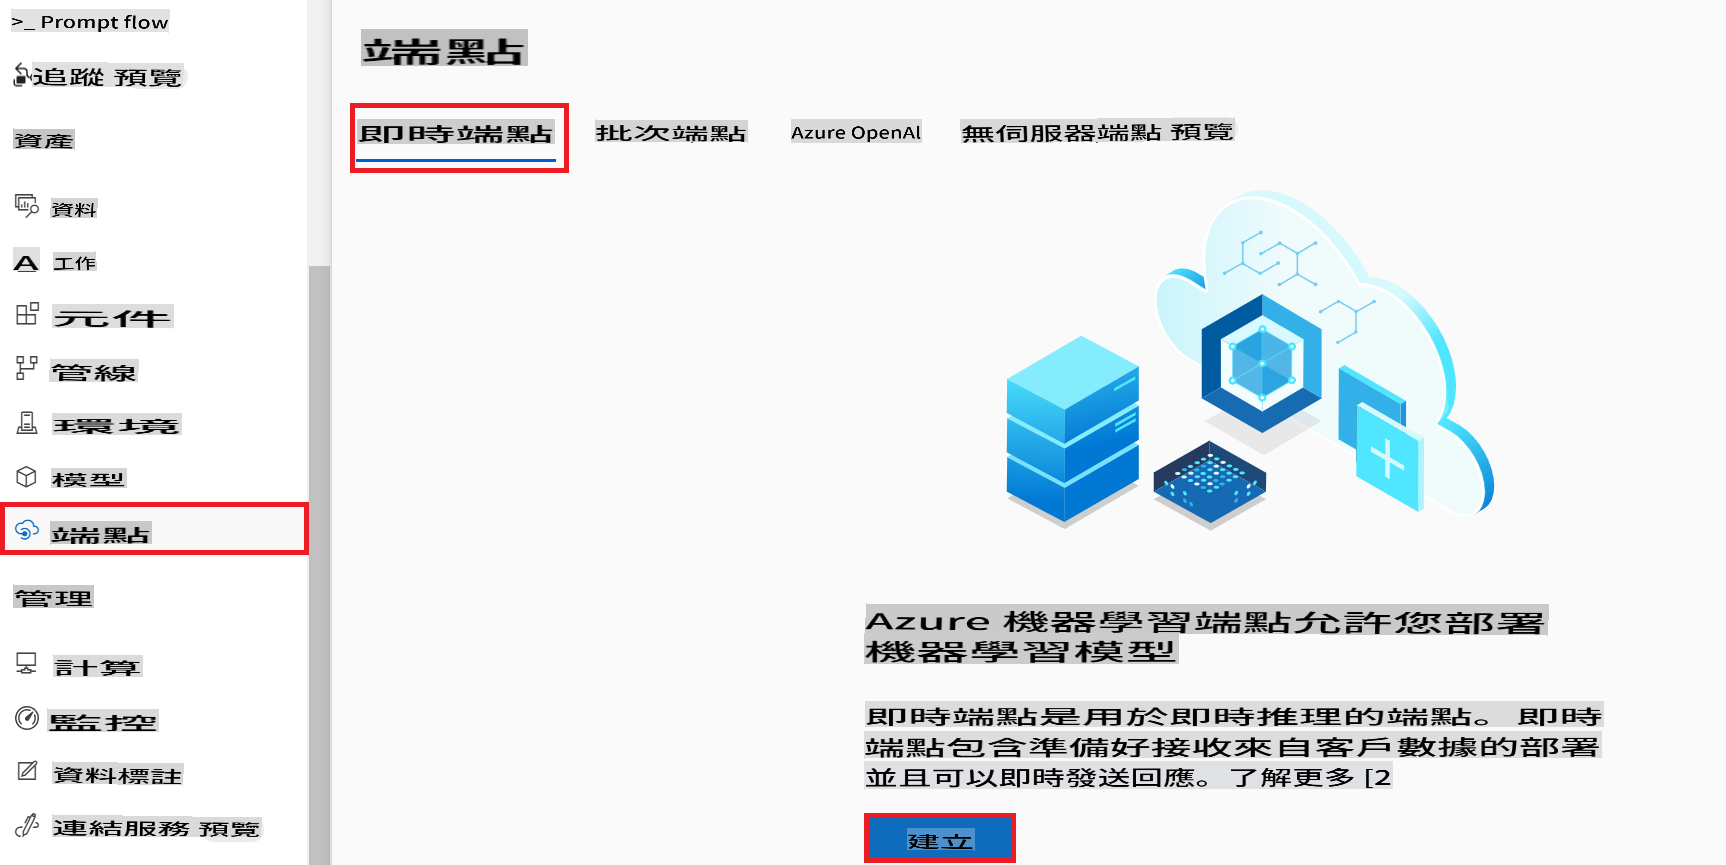 >_ Prompt flow
追蹤 預覽
資產
資料
工作
元件
管線
環境
模型
端點
管理
計算
監控
資料標註
連結服務 預覽
端點
即時端點 批次端點 Azure OpenAl 無伺服器端點 預覽
Azure 機器學習端點允許您部署
機器學習模型
即時端點是用於即時推理的端點。 即時
端點包含準備好接收來自客戶數據的部署
並且可以即時發送回應。了解更多 [2
建立